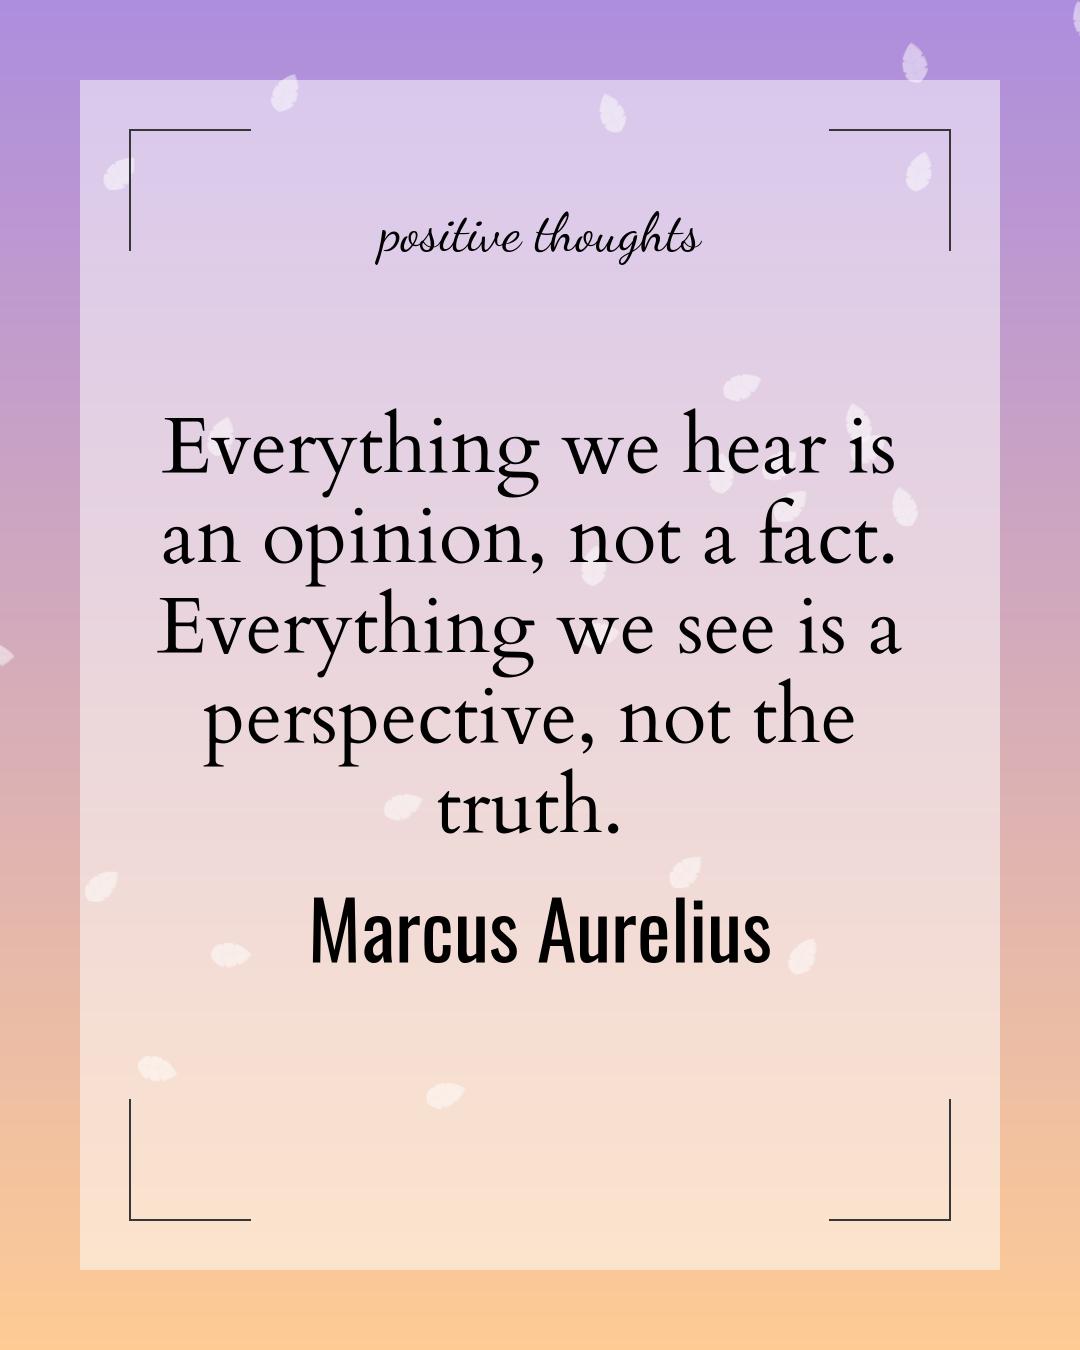 positive thoughts
Everything we hear is
an opinion, not a fact.
Everything we see is a
perspective, not the
truth.
Marcus Aurelius